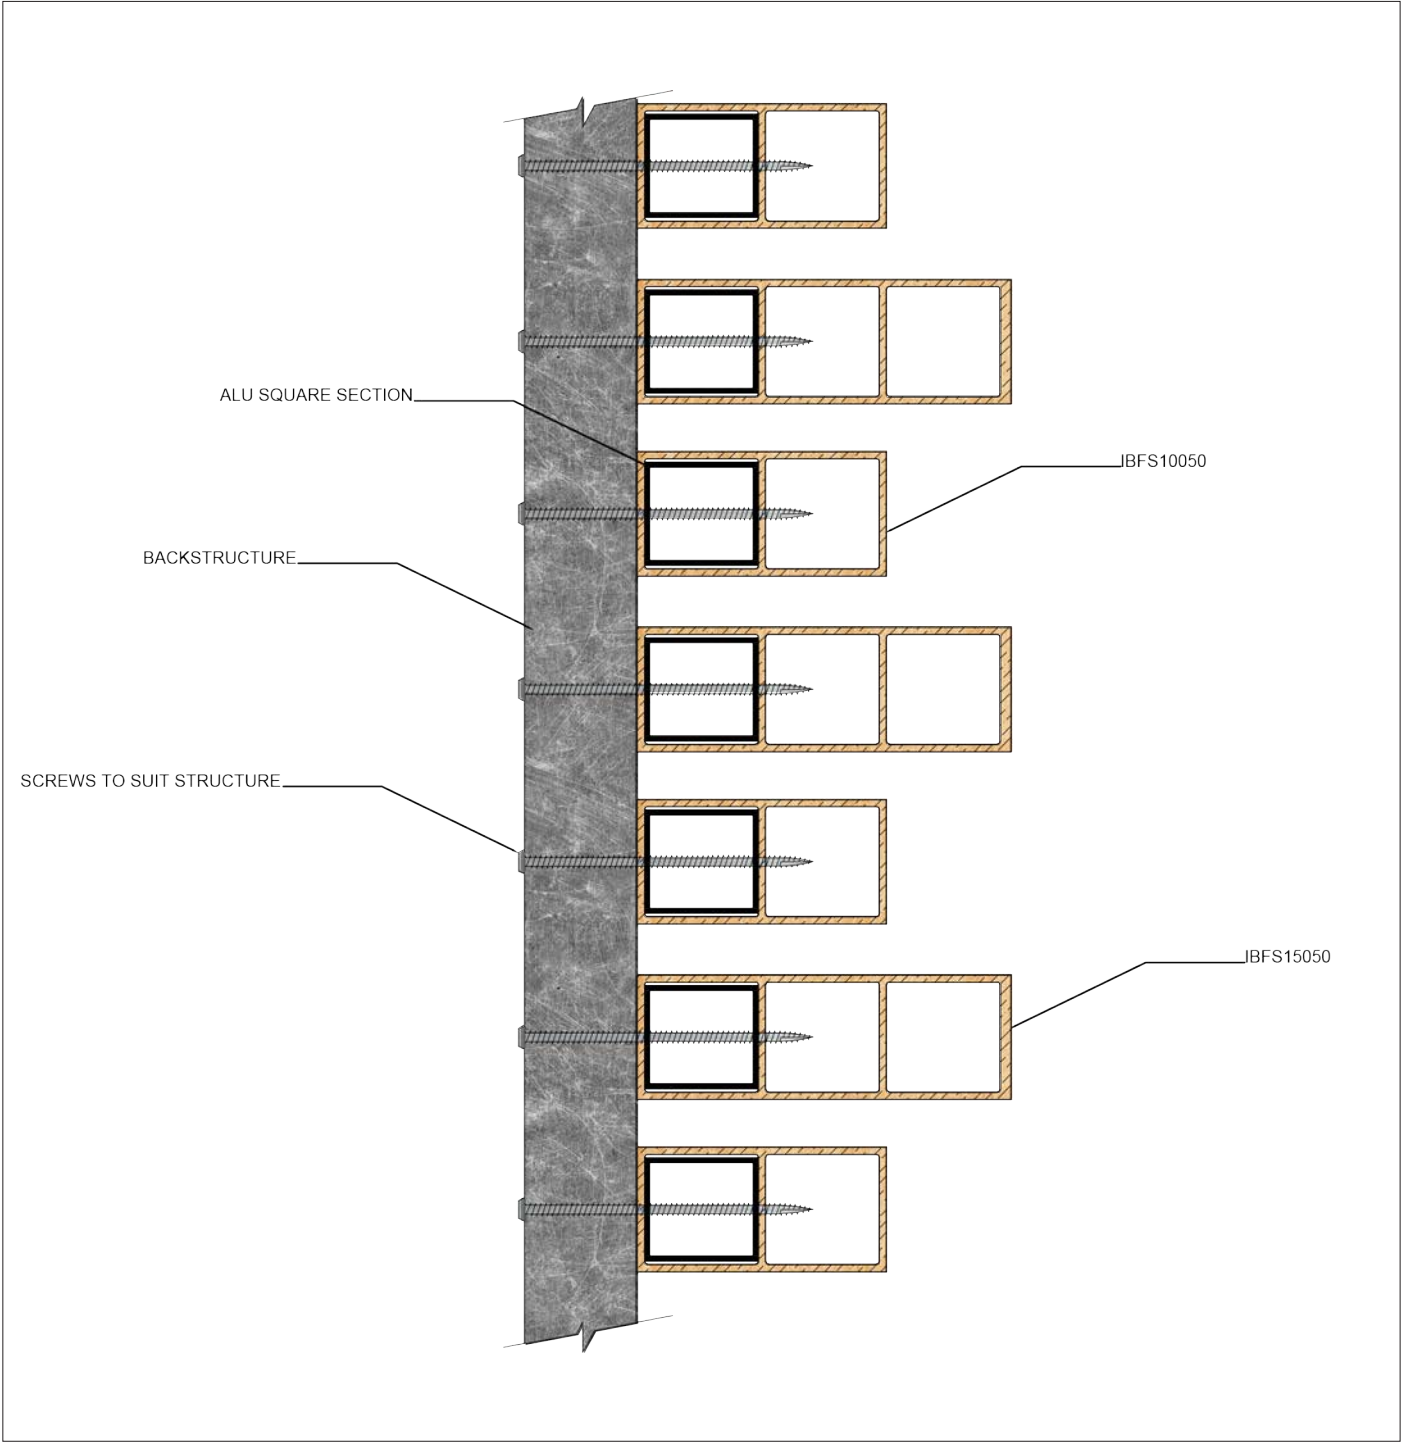 ALU SQUARE SECTION
IBFS10050
BACKSTRUCTURE
SCREWS TO SUIT STRUCTURE
IBFS15050